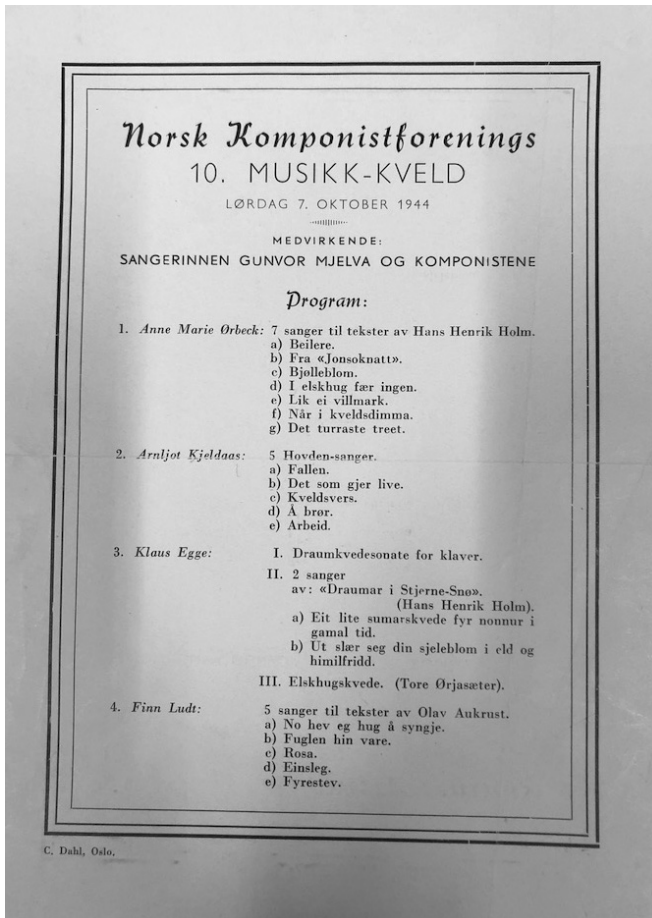 Norsk Komponistforenings
10. MUSIKK-KVELD
LØRDAG 7. OKTOBER 1944
MEDVIRKENDE:
SANGERINNEN GUNVOR MJELVA OG KOMPONISTENE
Program:
1. Anne Marie Ørbeck: 7 sanger til tekster av Hans Henrik Holm.
a) Beilere.
b) Fra «Jonsoknatt».
c) Bjølleblom.
d) I elskhug fær ingen.
e) Lik ei villmark.
f) Når i kveldsdimma.
g) Det turraste treet.
2. Arnljot Kjeldaas: 5 Hovden-sanger.
a) Fallen.
b) Det som gjer live.
c) Kveldsvers.
d) Å brør.
e) Arbeid.
3. Klaus Egge: I. Draumkvedesonate for klaver.
II. 2 sanger
av: «Draumar i Stjerne-Snø».
(Hans Henrik Holm).
a) Eit lite sumarskvede fyr nonnur i
gamal tid.
b) Ut slær seg din sjeleblom i eld og
himilfridd.
III. Elskhugskvede. (Tore Ørjasæter).
4. Finn Ludt: 5 sanger til tekster av Olav Aukrust.
a) No hev eg hug å syngje.
b) Fuglen hin vare.
c) Rosa.
d) Einsleg.
e) Fyrestev.
C. Dahl, Oslo.